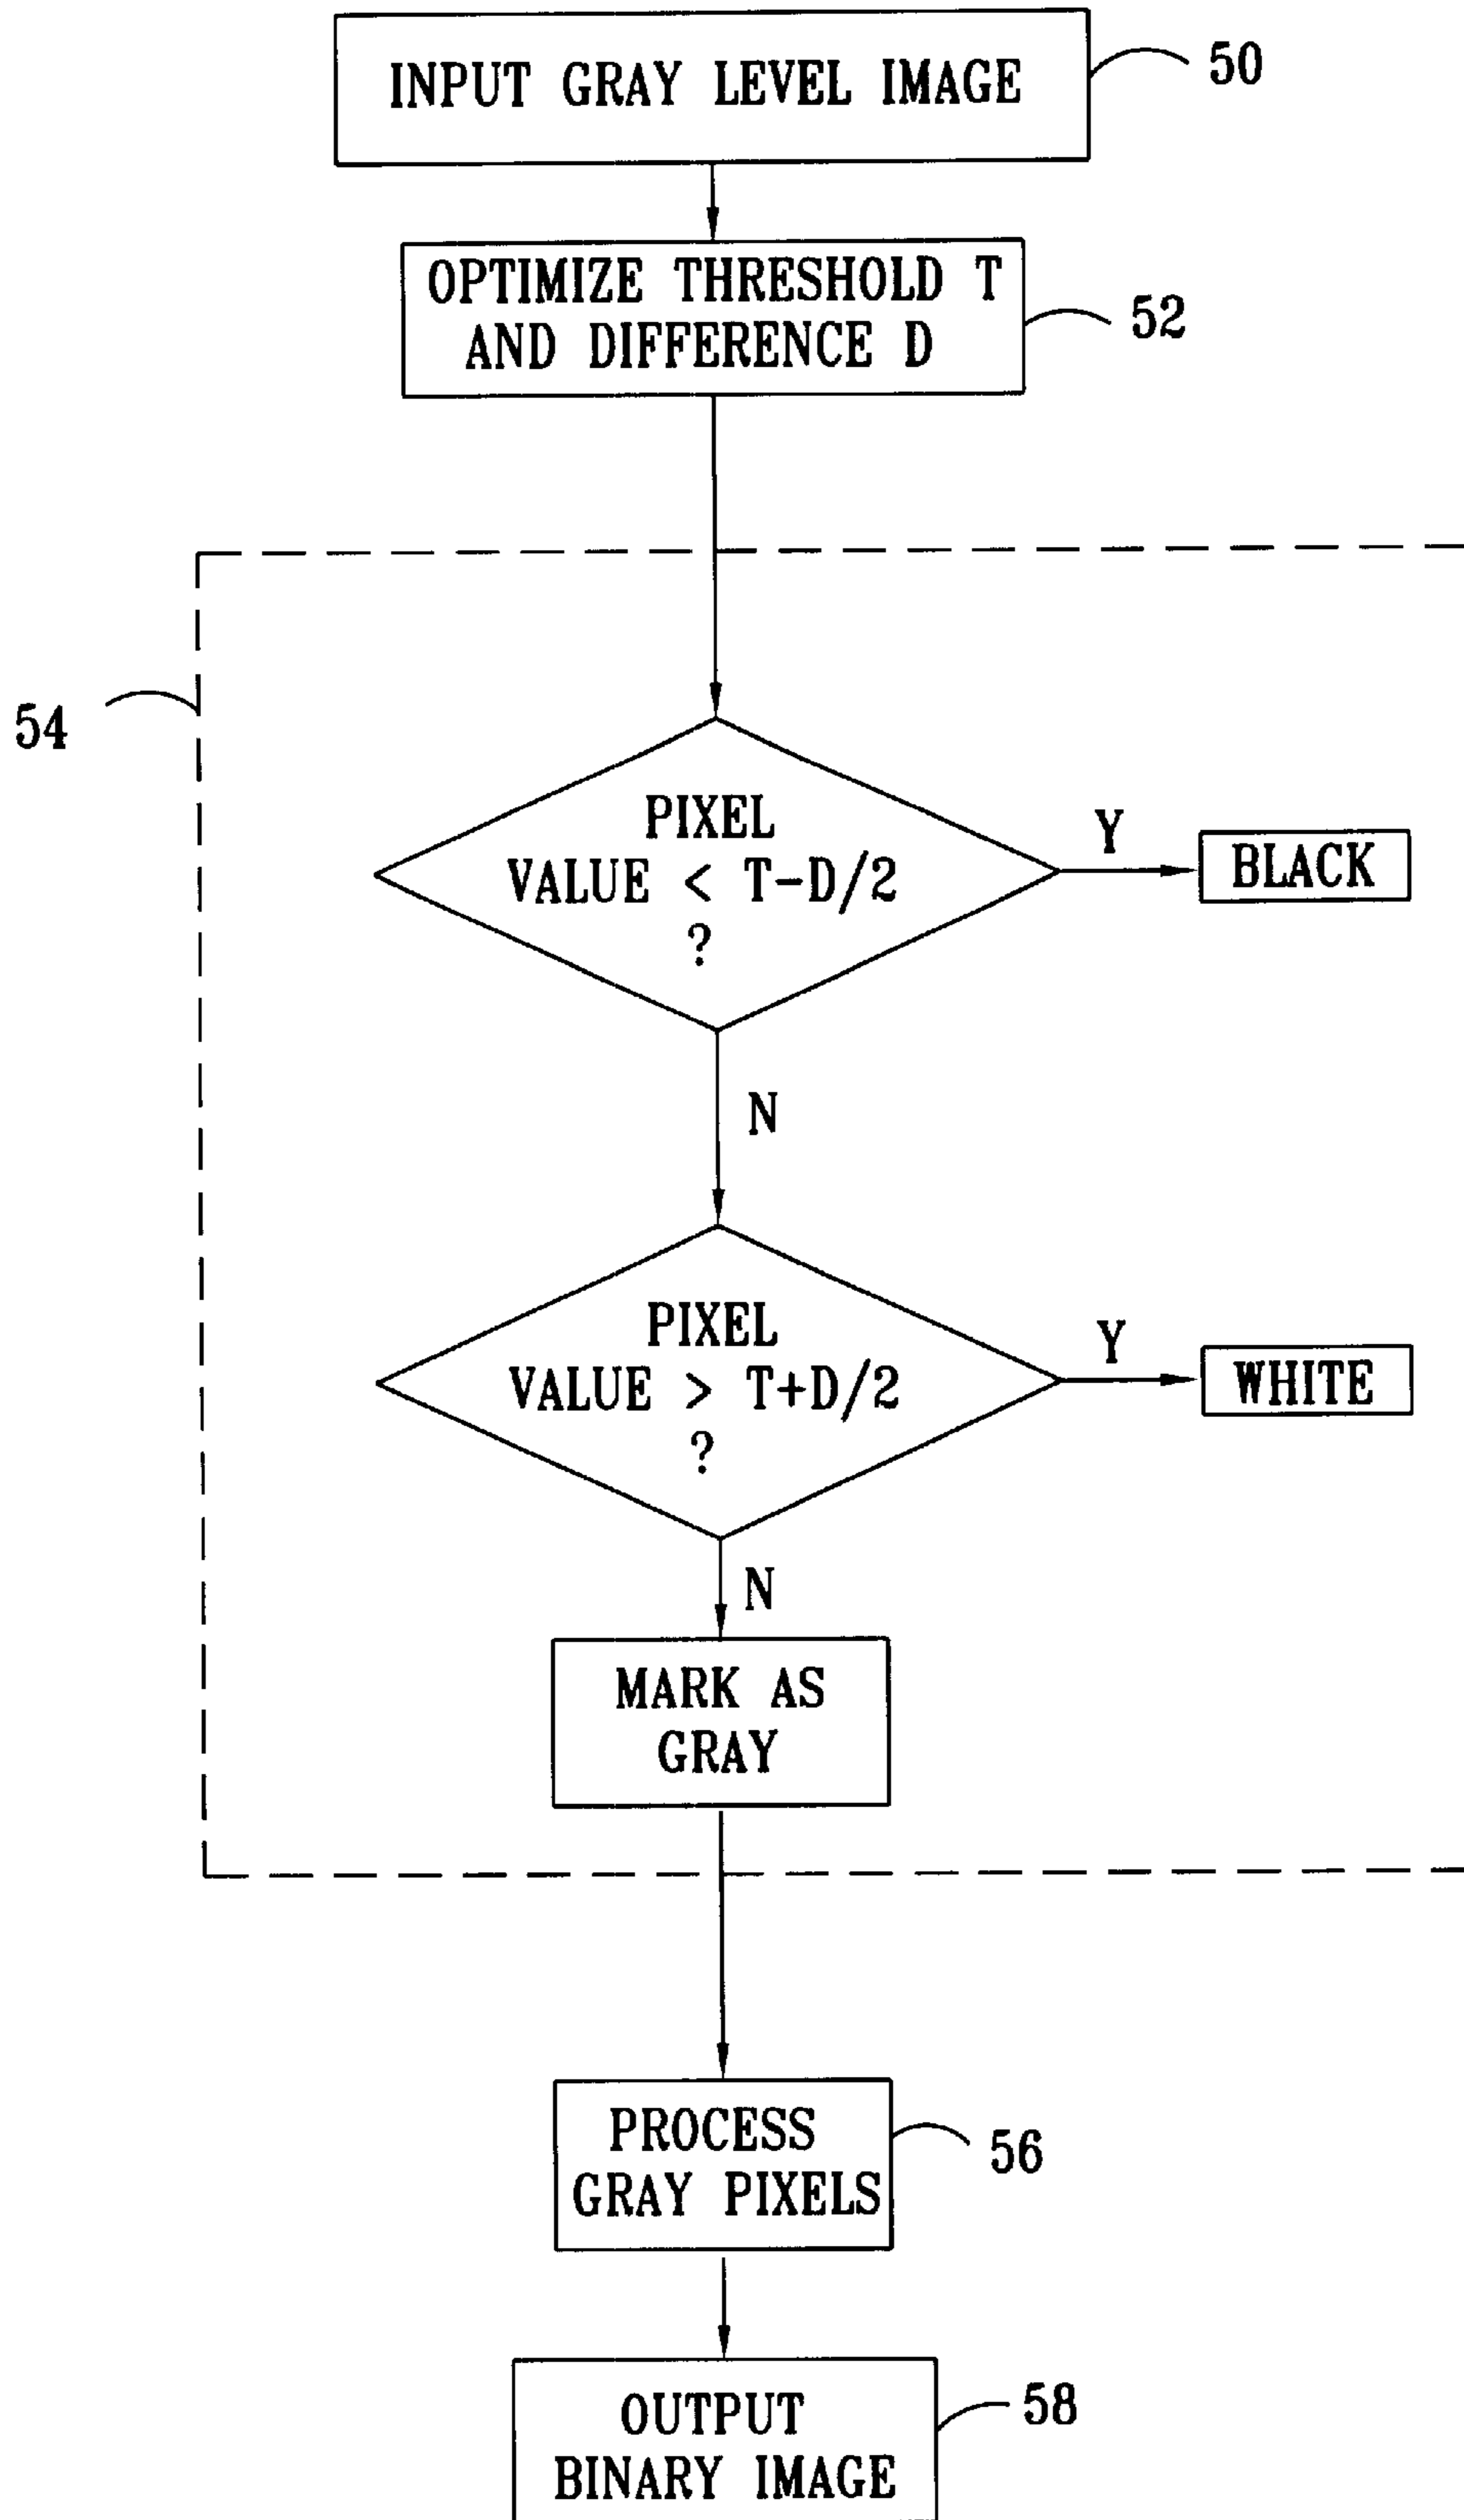 INPUT GRAY LEVEL IMAGE
50
OPTIMIZE THRESHOLD T
AND DIFFERENCE D
52
54
PIXEL
VALUE < T-D/2
?
Y
BLACK
N
PIXEL
VALUE > T+D/2
?
Y
WHITE
N
MARK AS
GRAY
PROCESS
GRAY PIXELS
56
OUTPUT
BINARY IMAGE
58